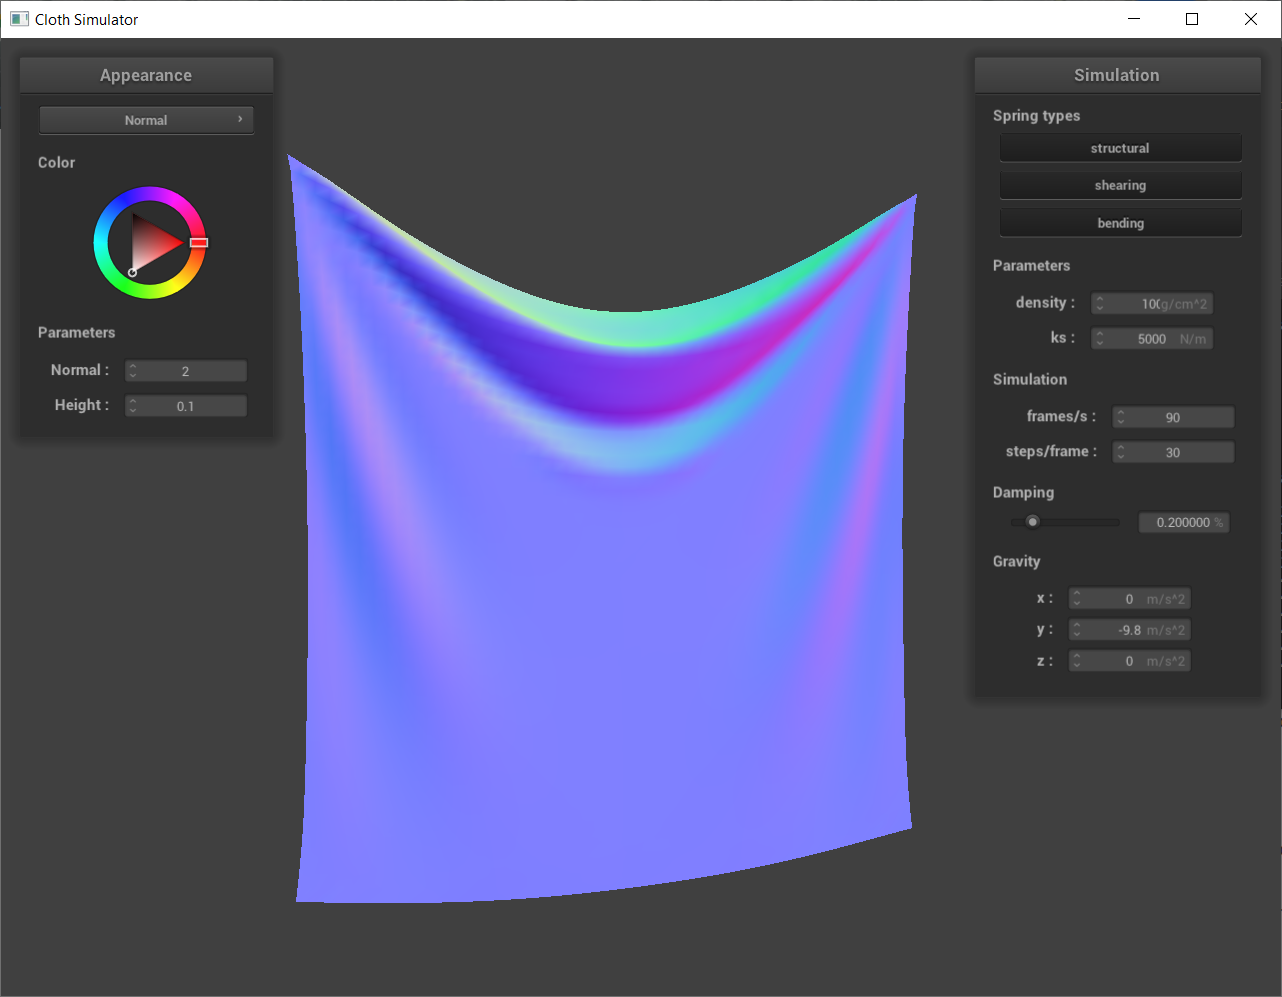 Cloth Simulator
Appearance
Normal
Color
Parameters
Normal : 2
Height : 0.1
Simulation
Spring types
structural
shearing
bending
Parameters
density : 100g/cm^2
ks : 5000 N/m
Simulation
frames/s : 90
steps/frame : 30
Damping
0.200000 %
Gravity
x : 0 m/s^2
y : -9.8 m/s^2
z : 0 m/s^2